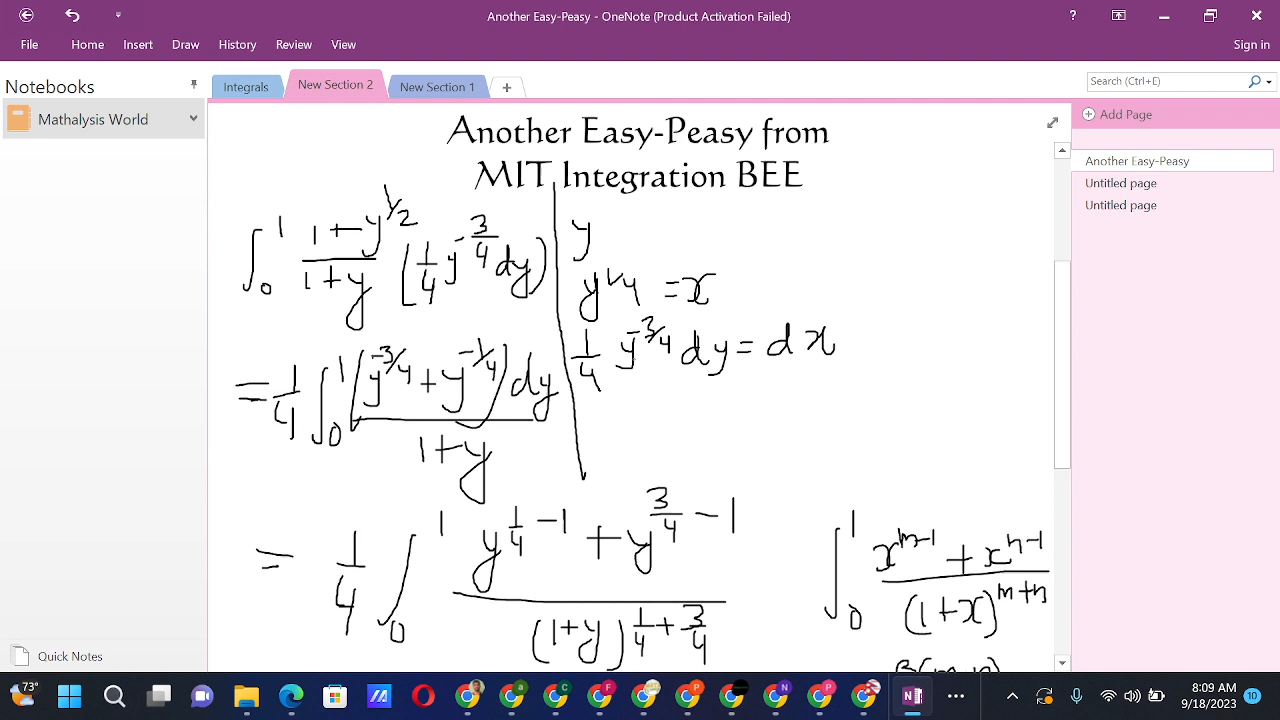 Another Easy-Peasy - OneNote (Product Activation Failed)
?
File Home Insert Draw History Review View Sign in
Notebooks
Integrals New Section 2 New Section 1 +
Search (Ctrl+E)
Mathalysis World
Add Page
Another Easy-Peasy
Untitled page
Untitled page
Another Easy-Peasy from
MIT Integration BEE
∫₀¹ (1+y^(1/2))/(1+y) (1/4 y^(-3/4) dy)
y
y^(1/4) = x
1/4 y^(-3/4) dy = dx
= 1/4 ∫₀¹ (y^(-3/4) + y^(-1/4)) dy/(1+y)
= 1/4 ∫₀¹ (y^(1/4 - 1) + y^(3/4 - 1))/(1+y)^(1/4 + 3/4)
∫₀¹ (x^(m-1) + x^(n-1))/(1+x)^(m+n)
Quick Notes
73°
8:09 AM
9/18/2023
10